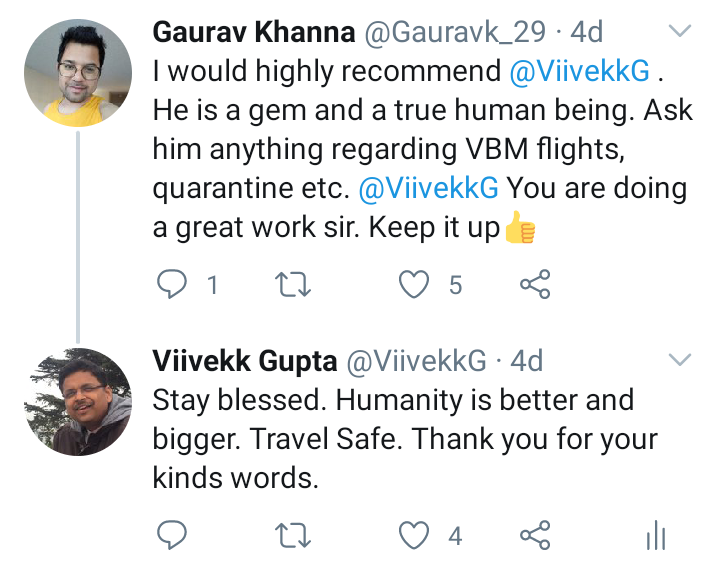 Gaurav Khanna @Gauravk_29 · 4d
I would highly recommend @ViivekkG .
He is a gem and a true human being. Ask
him anything regarding VBM flights,
quarantine etc. @ViivekkG You are doing
a great work sir. Keep it up👍
1 5
Viivekk Gupta @ViivekkG · 4d
Stay blessed. Humanity is better and
bigger. Travel Safe. Thank you for your
kinds words.
4